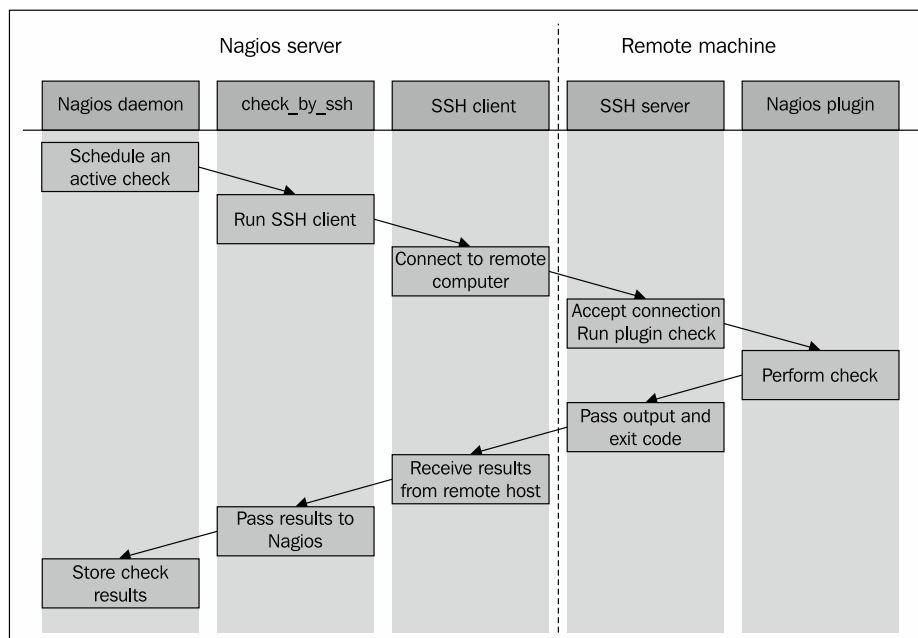 Nagios server
Remote machine
Nagios daemon
check_by_ssh
SSH client
SSH server
Nagios plugin
Schedule an
active check
Run SSH client
Connect to remote
computer
Accept connection
Run plugin check
Perform check
Pass output and
exit code
Receive results
from remote host
Pass results to
Nagios
Store check
results